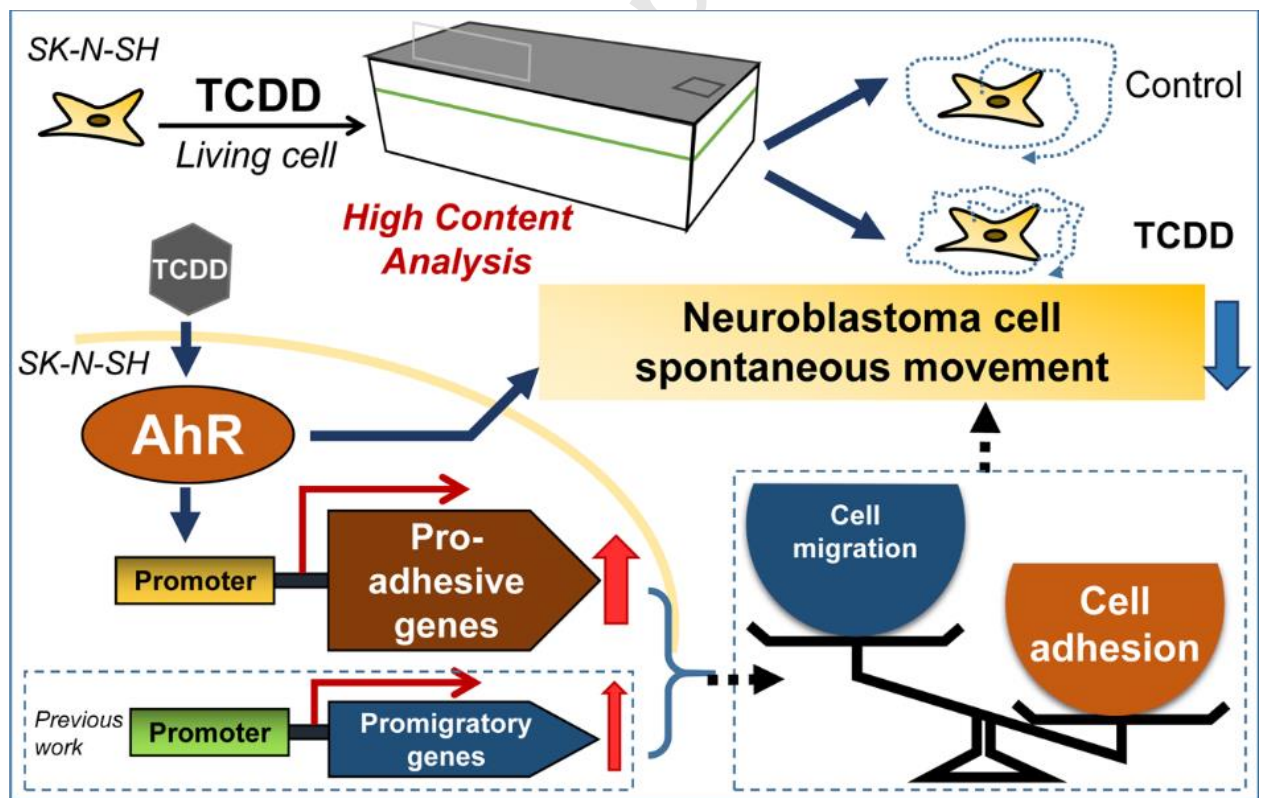 SK-N-SH
TCDD
Living cell
High Content
Analysis
Control
TCDD
TCDD
SK-N-SH
AhR
Neuroblastoma cell
spontaneous movement
Promoter
Pro-
adhesive
genes
Previous
work
Promoter
Promigratory
genes
Cell
migration
Cell
adhesion